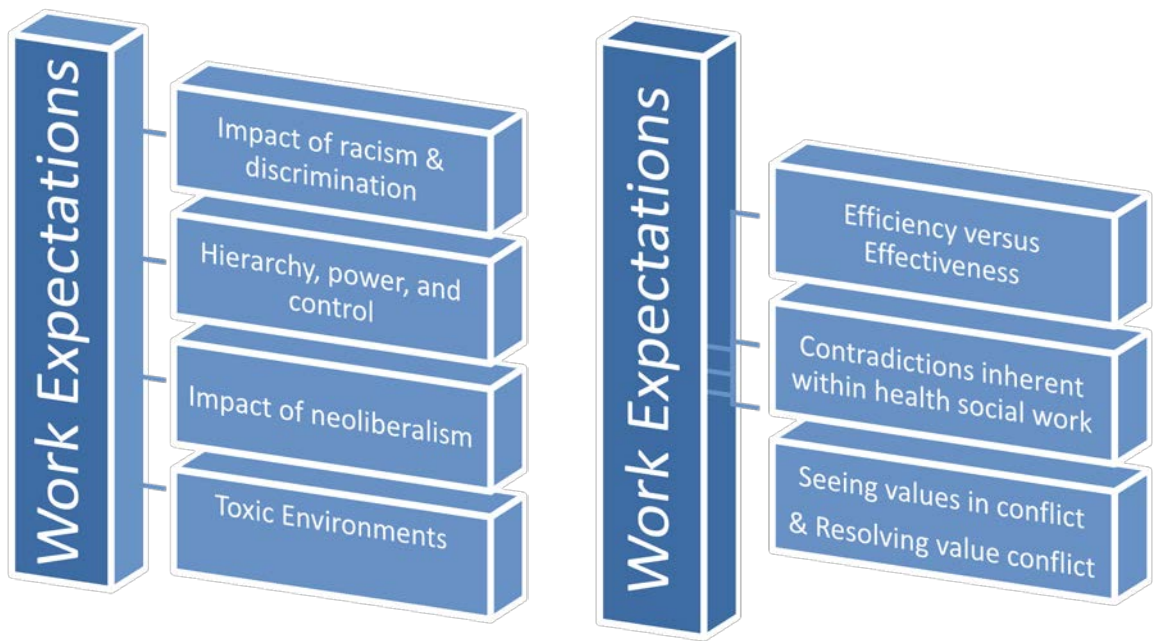 Work Expectations
Impact of racism &
discrimination
Hierarchy, power, and
control
Impact of neoliberalism
Toxic Environments
Work Expectations
Efficiency versus
Effectiveness
Contradictions inherent
within health social work
Seeing values in conflict
& Resolving value conflict